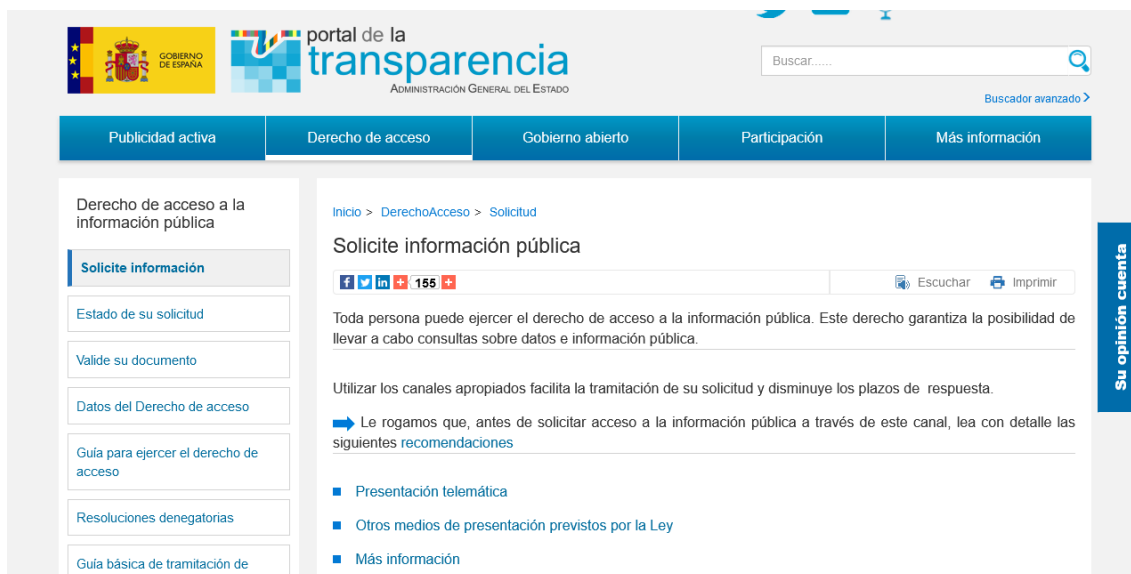 GOBIERNO
DE ESPAÑA
portal de la
transparencia
ADMINISTRACIÓN GENERAL DEL ESTADO
Buscar......
Buscador avanzado
Publicidad activa
Derecho de acceso
Gobierno abierto
Participación
Más información
Derecho de acceso a la
información pública
Solicite información
Estado de su solicitud
Valide su documento
Datos del Derecho de acceso
Guía para ejercer el derecho de
acceso
Resoluciones denegatorias
Guía básica de tramitación de
Inicio > DerechoAcceso > Solicitud
Solicite información pública
155
Escuchar
Imprimir
Toda persona puede ejercer el derecho de acceso a la información pública. Este derecho garantiza la posibilidad de
llevar a cabo consultas sobre datos e información pública.
Utilizar los canales apropiados facilita la tramitación de su solicitud y disminuye los plazos de respuesta.
Le rogamos que, antes de solicitar acceso a la información pública a través de este canal, lea con detalle las
siguientes recomendaciones
Presentación telemática
Otros medios de presentación previstos por la Ley
Más información
Su opinión cuenta